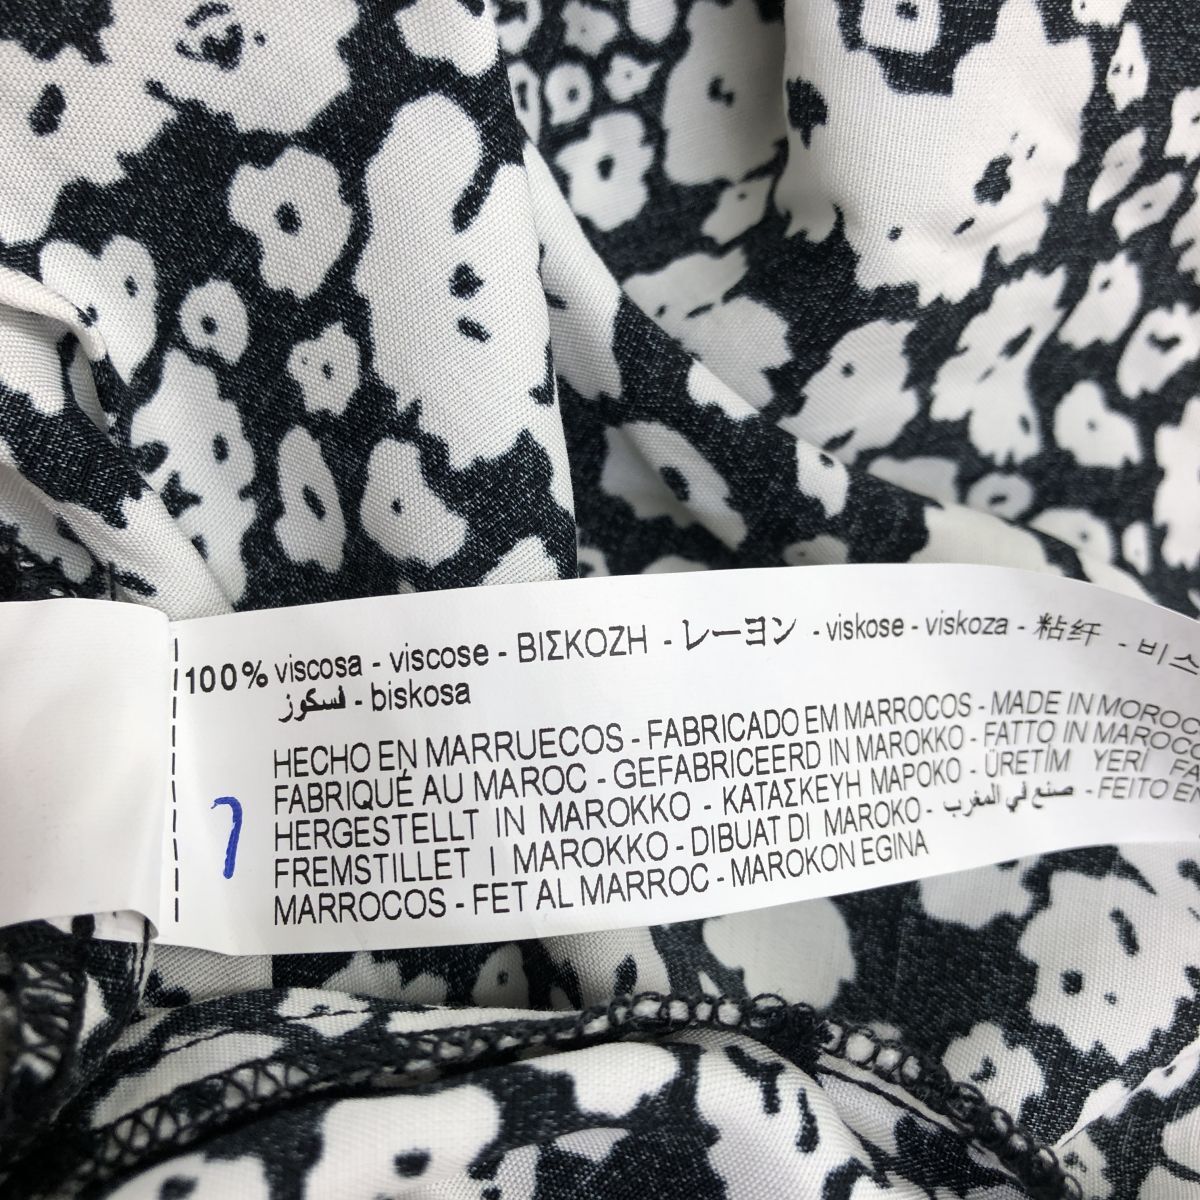 100% viscosa - viscose - ΒΙΣΚΟΖΗ - レーヨン - viskose - viskoza - 粘纤 - 비스
فسكوز - biskosa
HECHO EN MARRUECOS - FABRICADO EM MARROCOS - MADE IN MOROC
FABRIQUÉ AU MAROC - GEFABRICEERD IN MAROKKO - FATTO IN MAROCC
HERGESTELLT IN MAROKKO - ΚΑΤΑΣΚΕΥΗ ΜΑΡΟΚΟ - ÜRETİM YERİ FA
FREMSTILLET I MAROKKO - DIBUAT DI MAROKO - صنع في المغرب - FEITO EN
MARROCOS - FET AL MARROC - MAROKON EGINA